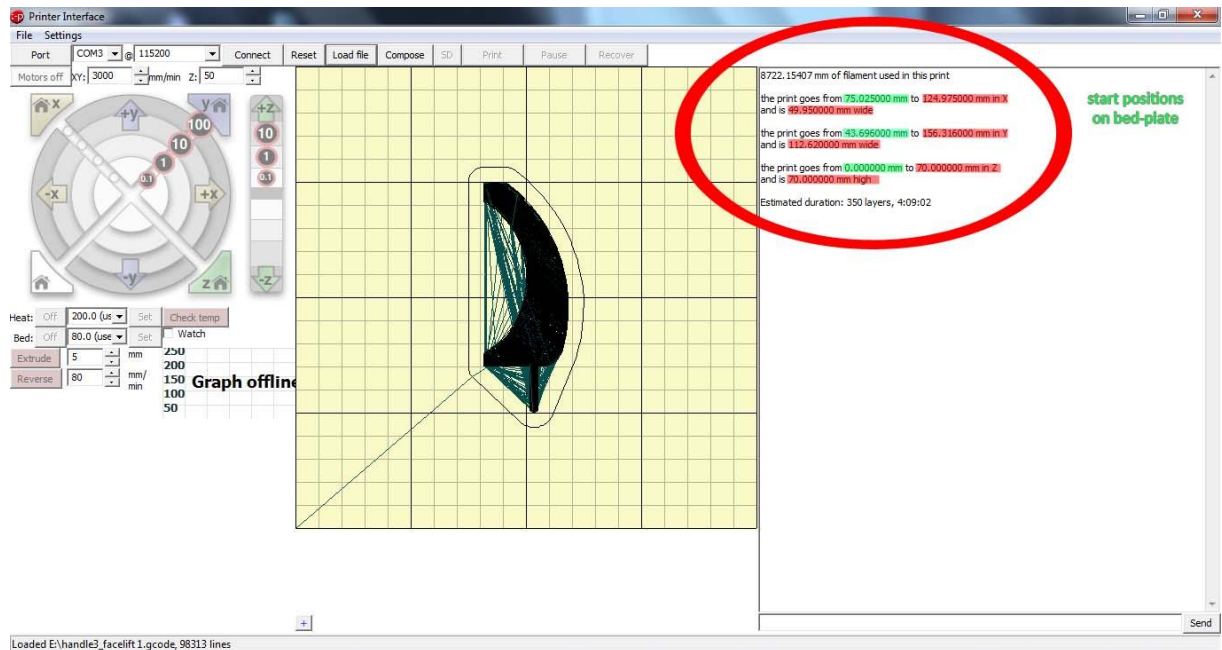 Printer Interface
File Settings
Port COM3 @ 115200 Connect Reset Load file Compose SD Print Pause Recover
Motors off XY: 3000 mm/min Z: 50
+y
100
10
1
0.1
-x
+x
-y
x
y
z
+Z
10
1
0.1
-Z
Heat: Off 200.0 (us Set Check temp
Bed: Off 80.0 (use Set Watch
Extrude 5 mm
Reverse 80 mm/
min
250
200
150
100
50
Graph offline
8722.15407 mm of filament used in this print
the print goes from 75.025000 mm to 124.975000 mm in X
and is 49.950000 mm wide
the print goes from 43.696000 mm to 156.316000 mm in Y
and is 112.620000 mm wide
the print goes from 0.000000 mm to 70.000000 mm in Z
and is 70.000000 mm high
Estimated duration: 350 layers, 4:09:02
start positions
on bed-plate
+
Send
Loaded E:\handle3_facelift 1.gcode, 98313 lines